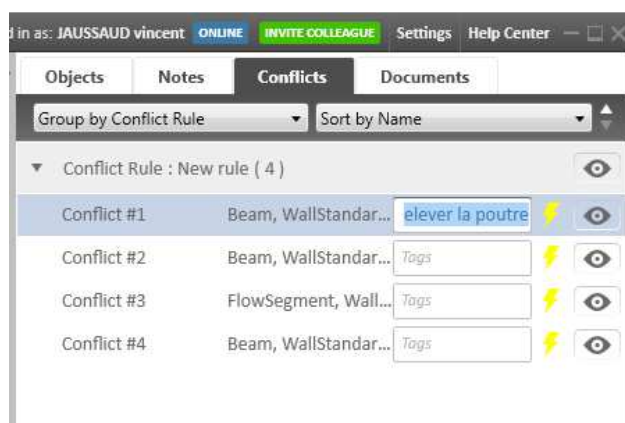 d in as: JAUSSAUD vincent ONLINE INVITE COLLEAGUE Settings Help Center
Objects Notes Conflicts Documents
Group by Conflict Rule Sort by Name
Conflict Rule : New rule ( 4 )
Conflict #1 Beam, WallStandar... elever la poutre
Conflict #2 Beam, WallStandar... Tags
Conflict #3 FlowSegment, Wall... Tags
Conflict #4 Beam, WallStandar... Tags